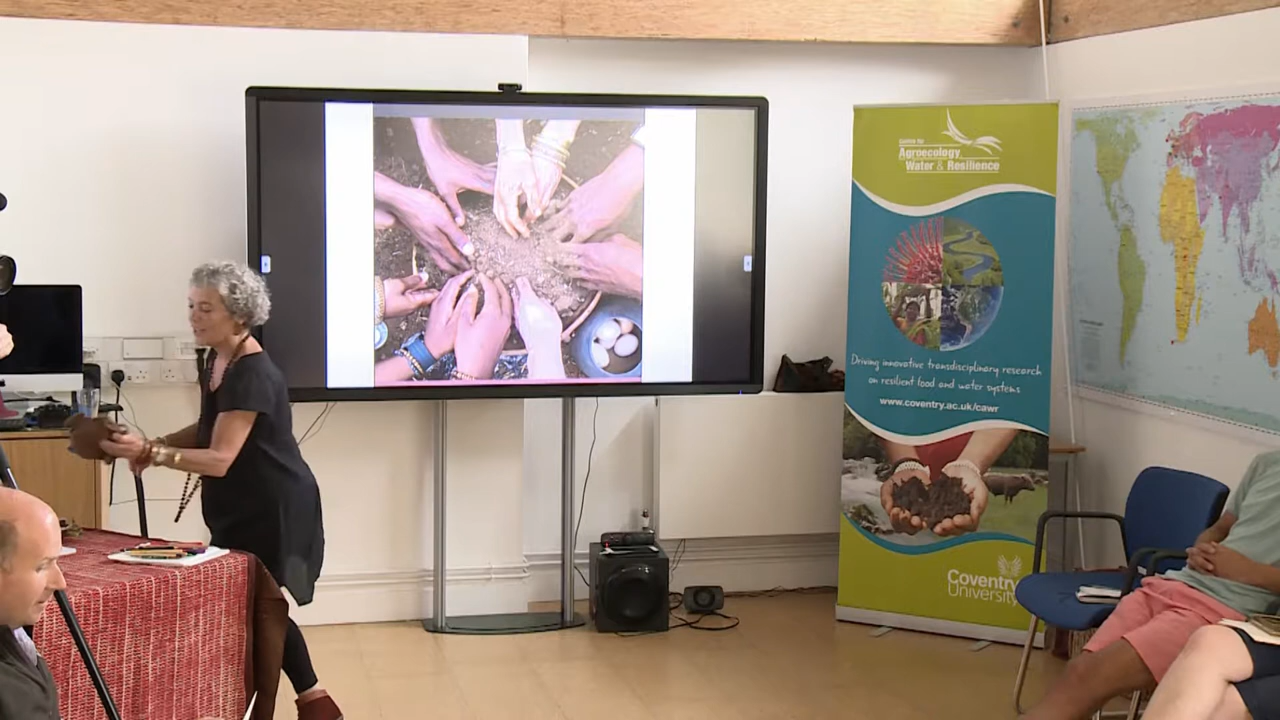 Centre for
Agroecology,
Water & Resilience
Driving innovative transdisciplinary research
on resilient food and water systems
www.coventry.ac.uk/cawr
Coventry
University